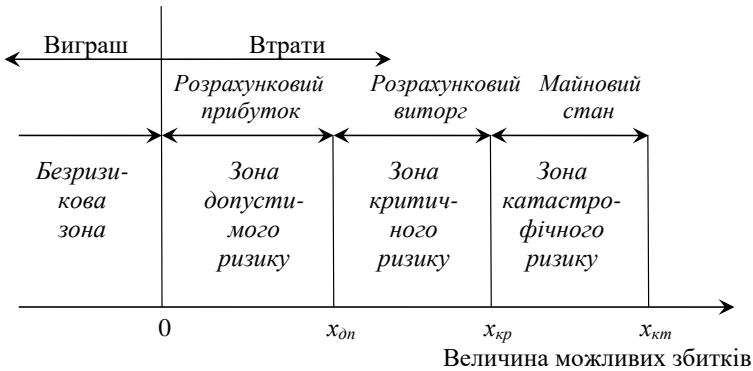 Виграш Втрати
Розрахунковий Розрахунковий Майновий
прибуток виторг стан
Безризи- Зона Зона Зона
кова допусти- критич- катастро-
зона мого ного фічного
ризику ризику ризику
0 xдп xкр xкт
Величина можливих збитків